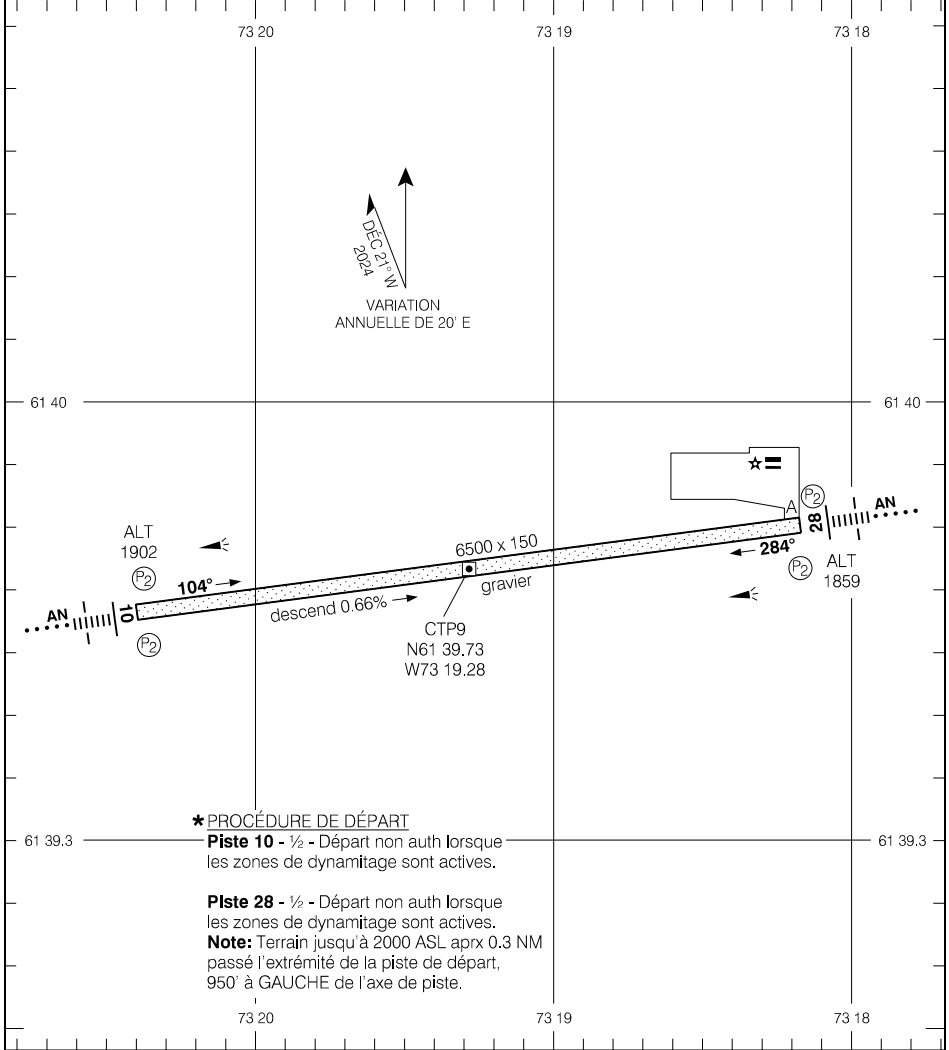 73 20
73 19
73 18
DÉC 21° W
2024
VARIATION
ANNUELLE DE 20' E
61 40
61 40
ALT
1902
P2
104°
6500 x 150
A
P2
28
AN
284°
P2
ALT
1859
AN
10
P2
descend 0.66%
gravier
CTP9
N61 39.73
W73 19.28
* PROCÉDURE DE DÉPART
61 39.3
Piste 10 - ½ - Départ non auth lorsque
61 39.3
les zones de dynamitage sont actives.
PIste 28 - ½ - Départ non auth lorsque
les zones de dynamitage sont actives.
Note: Terrain jusqu'à 2000 ASL aprx 0.3 NM
passé l'extrémité de la piste de départ,
950' à GAUCHE de l'axe de piste.
73 20
73 19
73 18